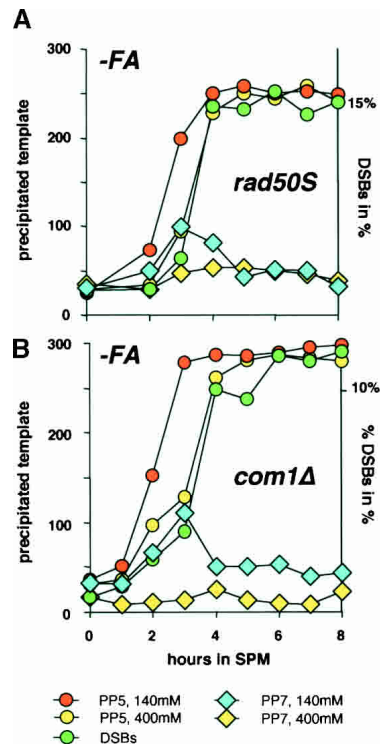 A
-FA
300
200
100
0
precipitated template
15%
DSBs in %
rad50S
B
-FA
300
200
100
0
precipitated template
10%
% DSBs in %
com1Δ
0 2 4 6 8
hours in SPM
PP5, 140mM PP7, 140mM
PP5, 400mM PP7, 400mM
DSBs